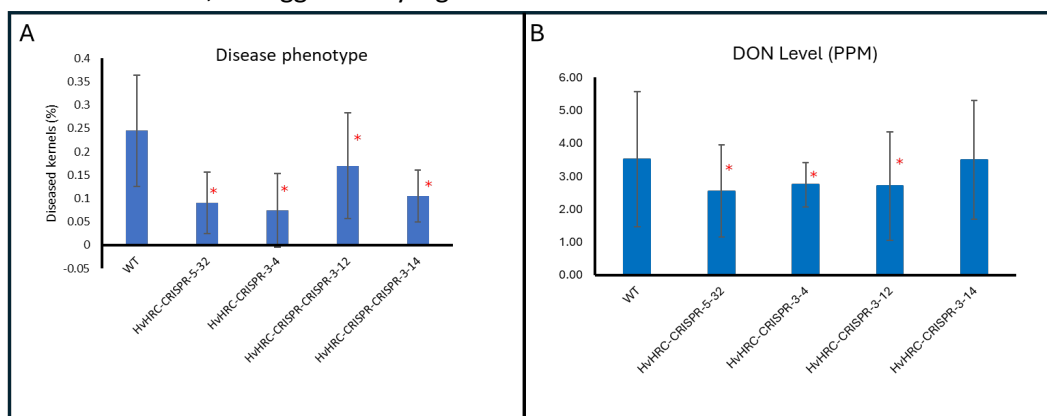 A
Disease phenotype
Diseased kernels (%)
0.4
0.35
0.3
0.25
0.2
0.15
0.1
0.05
0
-0.05
*
*
*
*
WT
HvHRC-CRISPR-5-32
HvHRC-CRISPR-3-4
HvHRC-CRISPR-CRISPR-3-12
HvHRC-CRISPR-CRISPR-3-14
B
DON Level (PPM)
6.00
5.00
4.00
3.00
2.00
1.00
0.00
*
*
*
WT
HvHRC-CRISPR-5-32
HvHRC-CRISPR-3-4
HvHRC-CRISPR-3-12
HvHRC-CRISPR-3-14